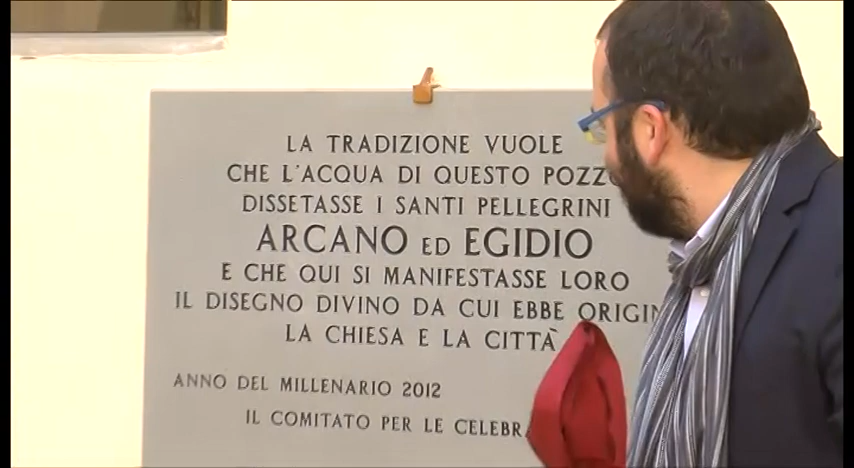 LA TRADIZIONE VUOLE
CHE L'ACQUA DI QUESTO POZZO
DISSETASSE I SANTI PELLEGRINI
ARCANO ED EGIDIO
E CHE QUI SI MANIFESTASSE LORO
IL DISEGNO DIVINO DA CUI EBBE ORIGIN
LA CHIESA E LA CITTÀ
ANNO DEL MILLENARIO 2012
IL COMITATO PER LE CELEBR